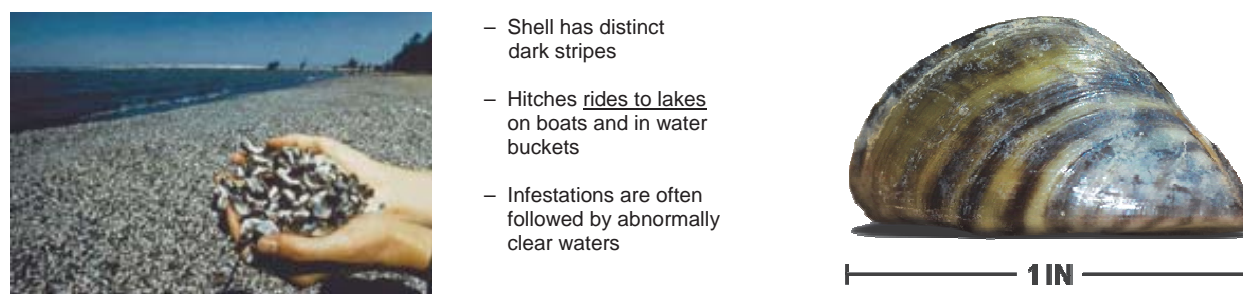 – Shell has distinct
dark stripes
– Hitches rides to lakes
on boats and in water
buckets
– Infestations are often
followed by abnormally
clear waters
1 IN